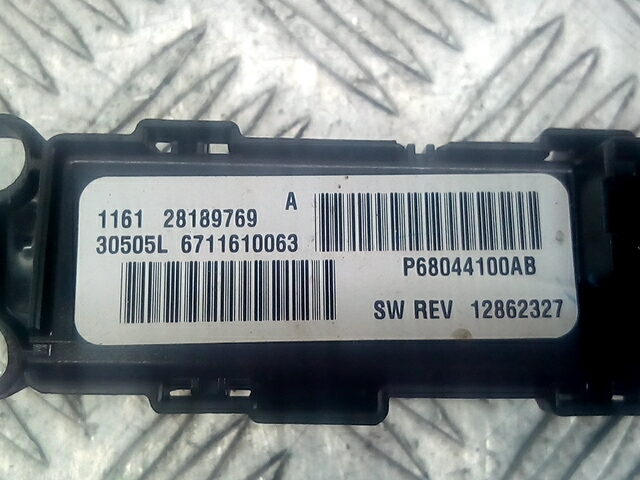 1161 28189769 A
30505L 6711610063
P68044100AB
SW REV 12862327